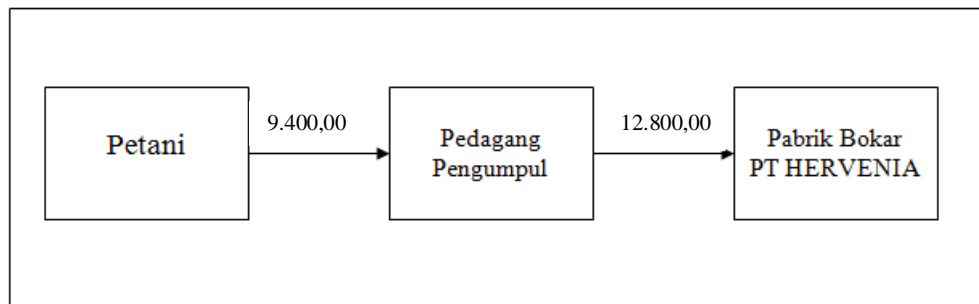 Petani
9.400,00
Pedagang
Pengumpul
12.800,00
Pabrik Bokar
PT HERVENIA